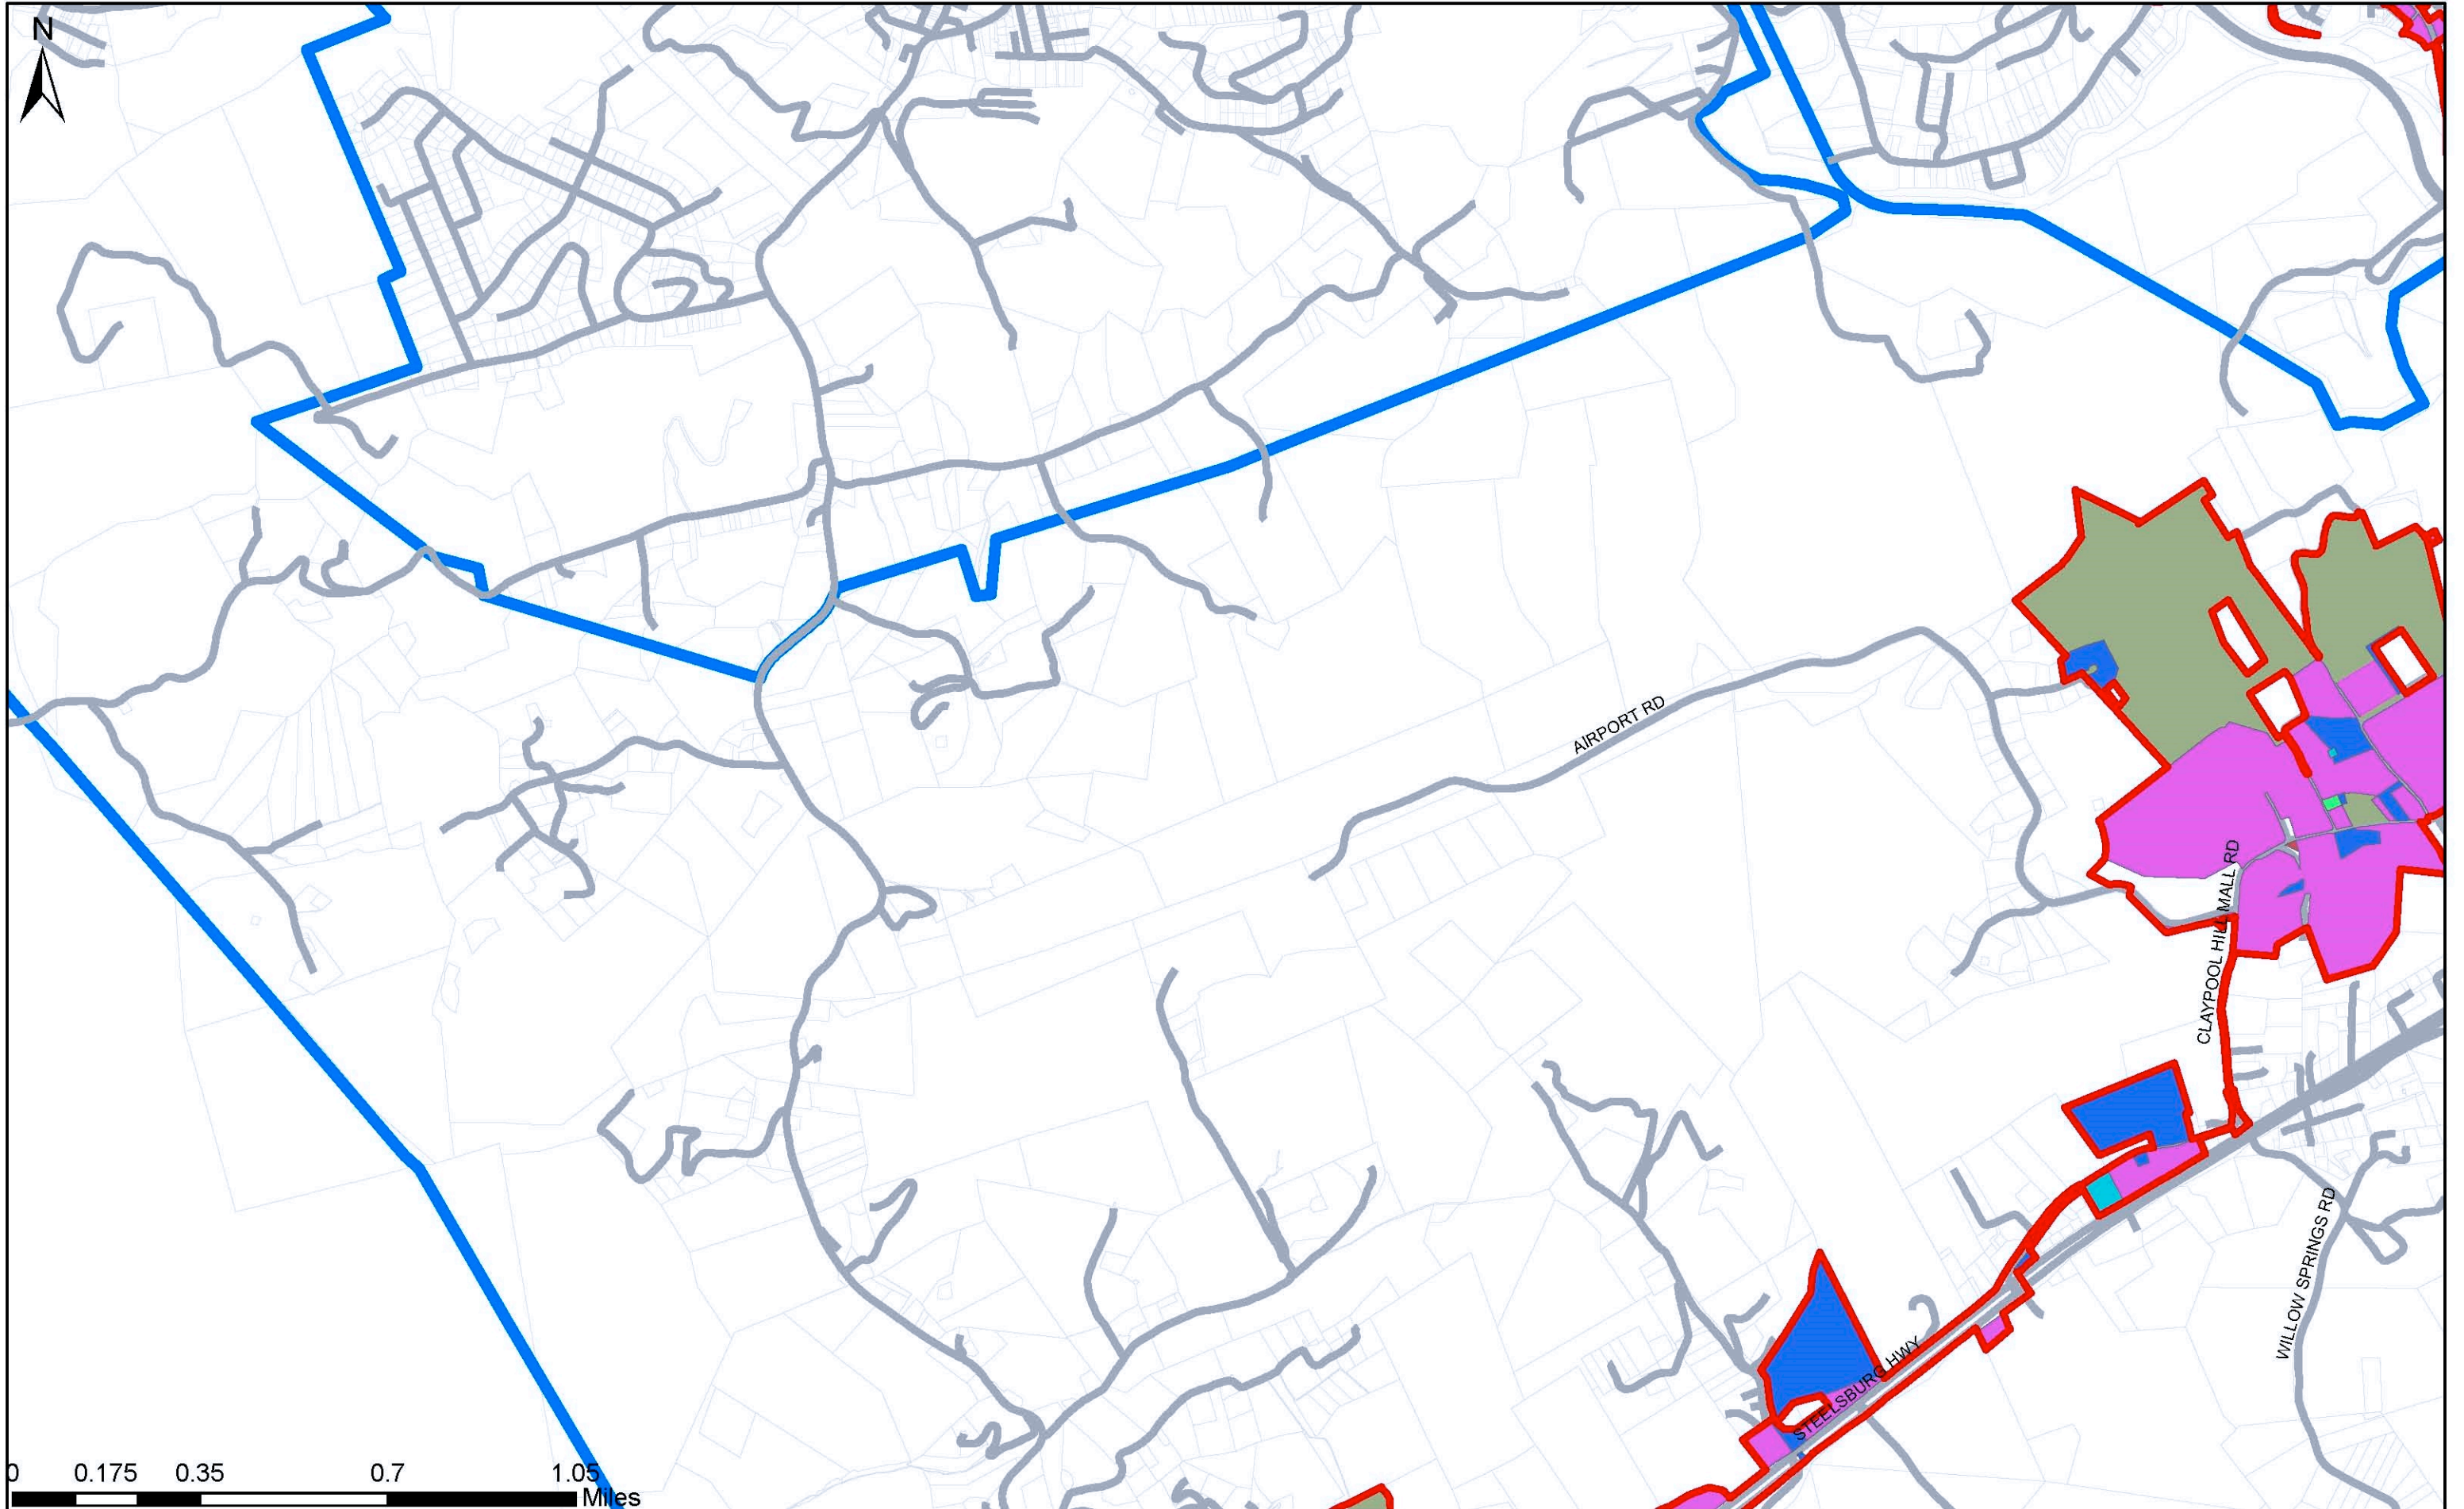 N
AIRPORT RD
CLAYPOOL HILL MALL RD
WILLOW SPRINGS RD
STEELSBURG HWY
0 0.175 0.35 0.7 1.05
Miles